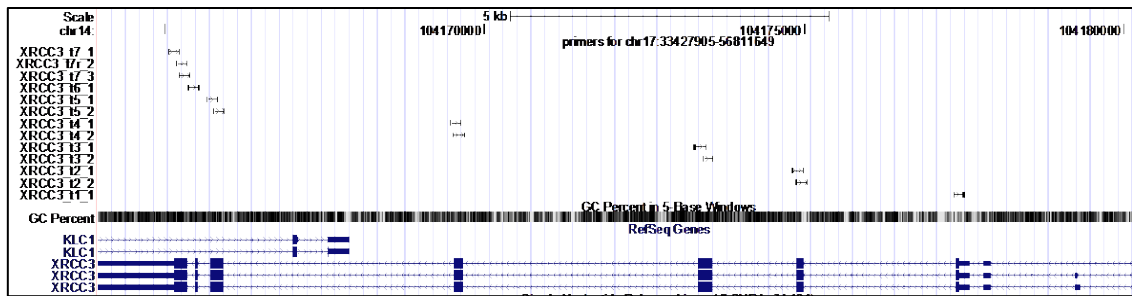 Scale 5 kb
chr14: 104170000 104175000 104180000
primers for chr17:33427905-56811649
XRCC3_t7_1
XRCC3_t7r_2
XRCC3_t7_3
XRCC3_t6_1
XRCC3_t5_1
XRCC3_t5_2
XRCC3_t4_1
XRCC3_t4_2
XRCC3_t3_1
XRCC3_t3_2
XRCC3_t2_1
XRCC3_t2_2
XRCC3_t1_1
GC Percent in 5-Base Windows
GC Percent
RefSeq Genes
KLC1
KLC1
XRCC3
XRCC3
XRCC3